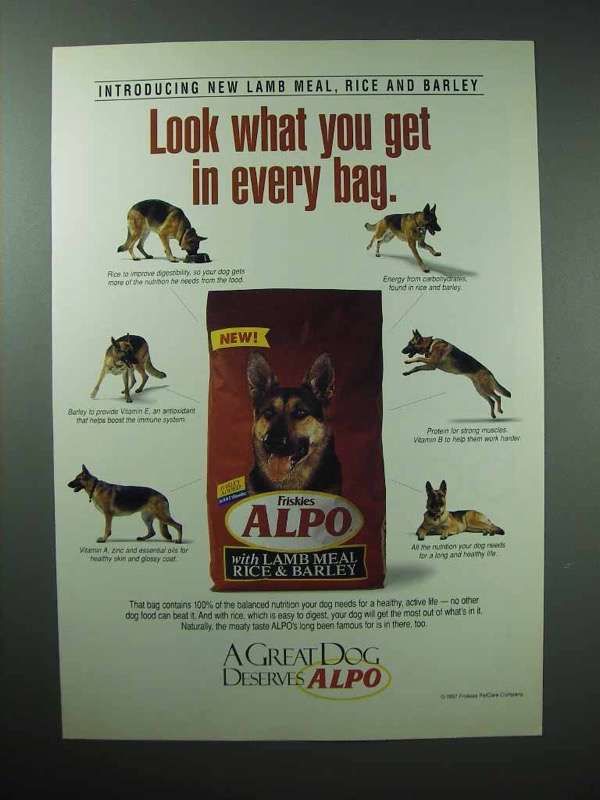 INTRODUCING NEW LAMB MEAL, RICE AND BARLEY
Look what you get
in every bag.
Rice to improve digestibility, so your dog gets
more of the nutrition he needs from the food.
Energy from carbohydrates,
found in rice and barley.
NEW!
Barley to provide Vitamin E, an antioxidant
that helps boost the immune system.
Protein for strong muscles.
Vitamin B to help them work harder.
Friskies
ALPO
with LAMB MEAL
RICE & BARLEY
Vitamin A, zinc and essential oils for
healthy skin and glossy coat.
All the nutrition your dog needs
for a long and healthy life.
That bag contains 100% of the balanced nutrition your dog needs for a healthy, active life — no other
dog food can beat it. And with rice, which is easy to digest, your dog will get the most out of what's in it.
Naturally, the meaty taste ALPO's long been famous for is in there, too.
A GREAT DOG
DESERVES ALPO
© 1997 Friskies PetCare Company